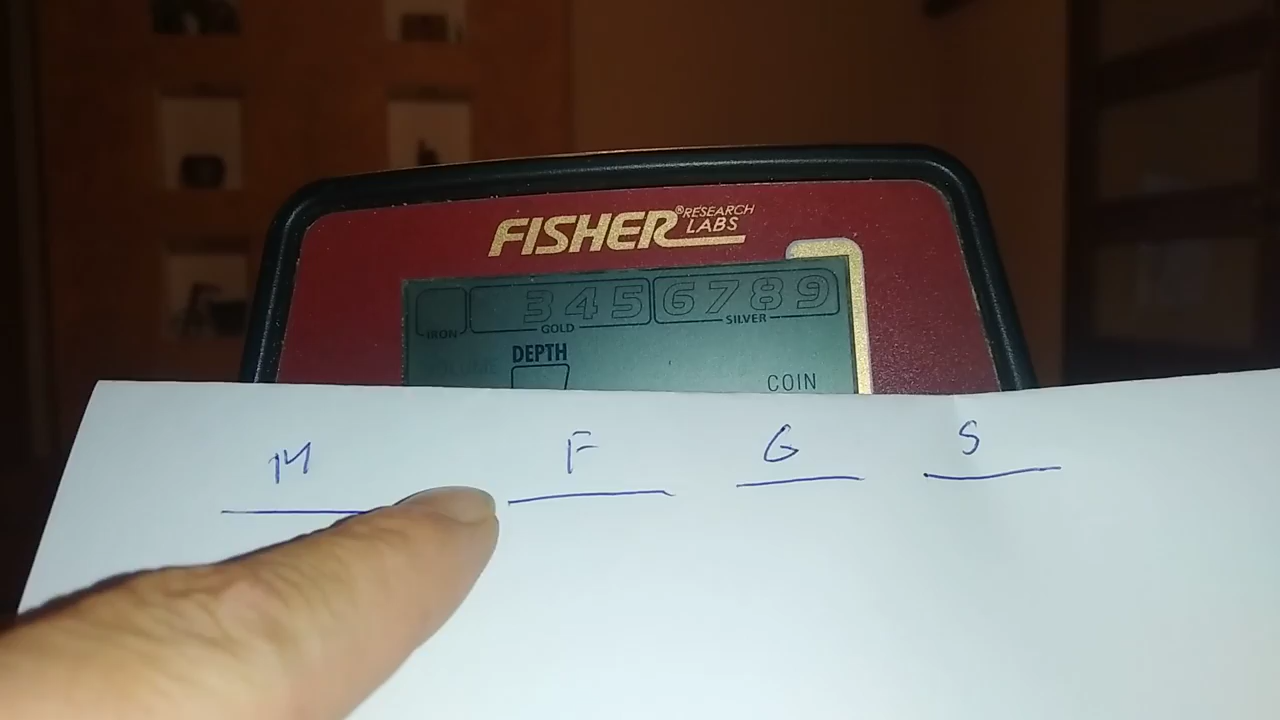 FISHER ®RESEARCH LABS
3 4 5 6 7 8 9
IRON GOLD SILVER
DEPTH
COIN
M F G S